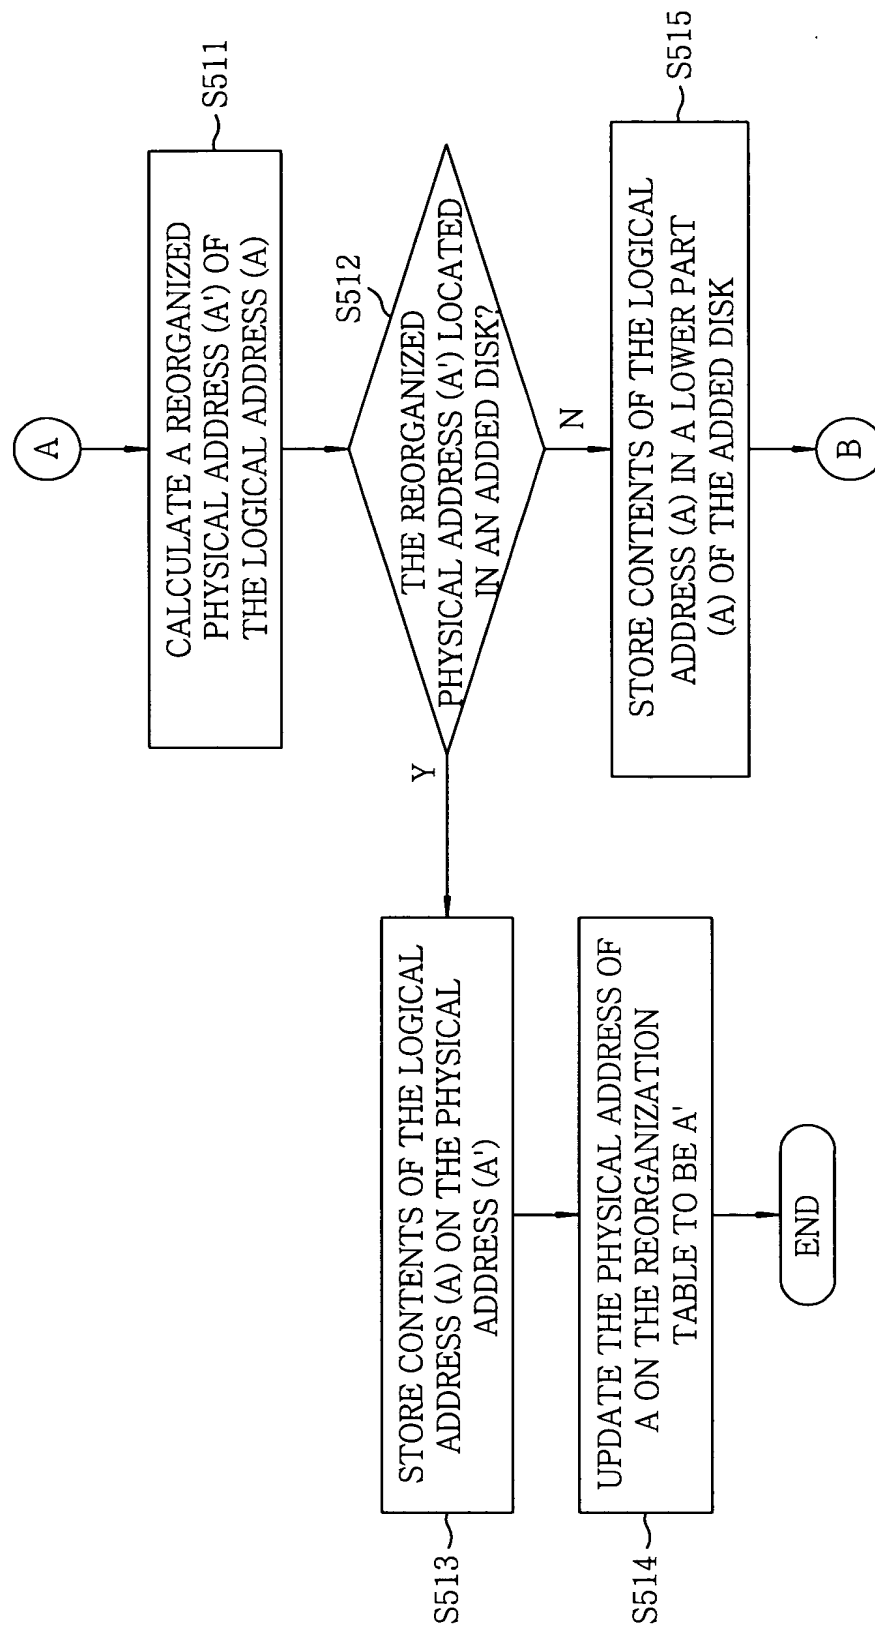 A
CALCULATE A REORGANIZED
PHYSICAL ADDRESS (A') OF
THE LOGICAL ADDRESS (A)
S511
THE REORGANIZED
PHYSICAL ADDRESS (A') LOCATED
IN AN ADDED DISK?
S512
Y
N
STORE CONTENTS OF THE LOGICAL
ADDRESS (A) ON THE PHYSICAL
ADDRESS (A')
S513
UPDATE THE PHYSICAL ADDRESS OF
A ON THE REORGANIZATION
TABLE TO BE A'
S514
END
STORE CONTENTS OF THE LOGICAL
ADDRESS (A) IN A LOWER PART
(A) OF THE ADDED DISK
S515
B